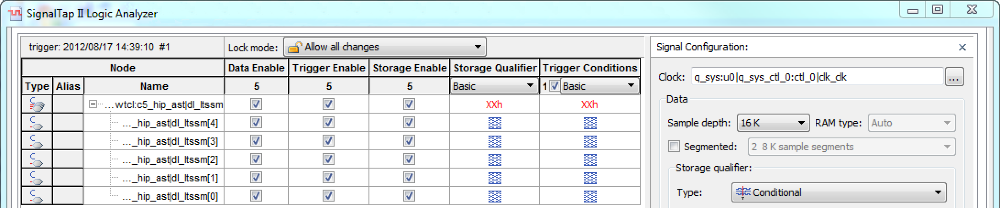 SignalTap II Logic Analyzer
trigger: 2012/08/17 14:39:10 #1
Lock mode: Allow all changes
Signal Configuration:
Node Data Enable Trigger Enable Storage Enable Storage Qualifier Trigger Conditions
Clock: q_sys:u0|q_sys_ctl_0:ctl_0|clk_clk ...
Type Alias Name 5 5 5 Basic 1 Basic
Data
...wtcl:c5_hip_ast|dl_ltssm XXh XXh
..._hip_ast|dl_ltssm[4]
Sample depth: 16 K RAM type: Auto
..._hip_ast|dl_ltssm[3]
Segmented: 2 8 K sample segments
..._hip_ast|dl_ltssm[2]
Storage qualifier:
..._hip_ast|dl_ltssm[1]
..._hip_ast|dl_ltssm[0]
Type: Conditional